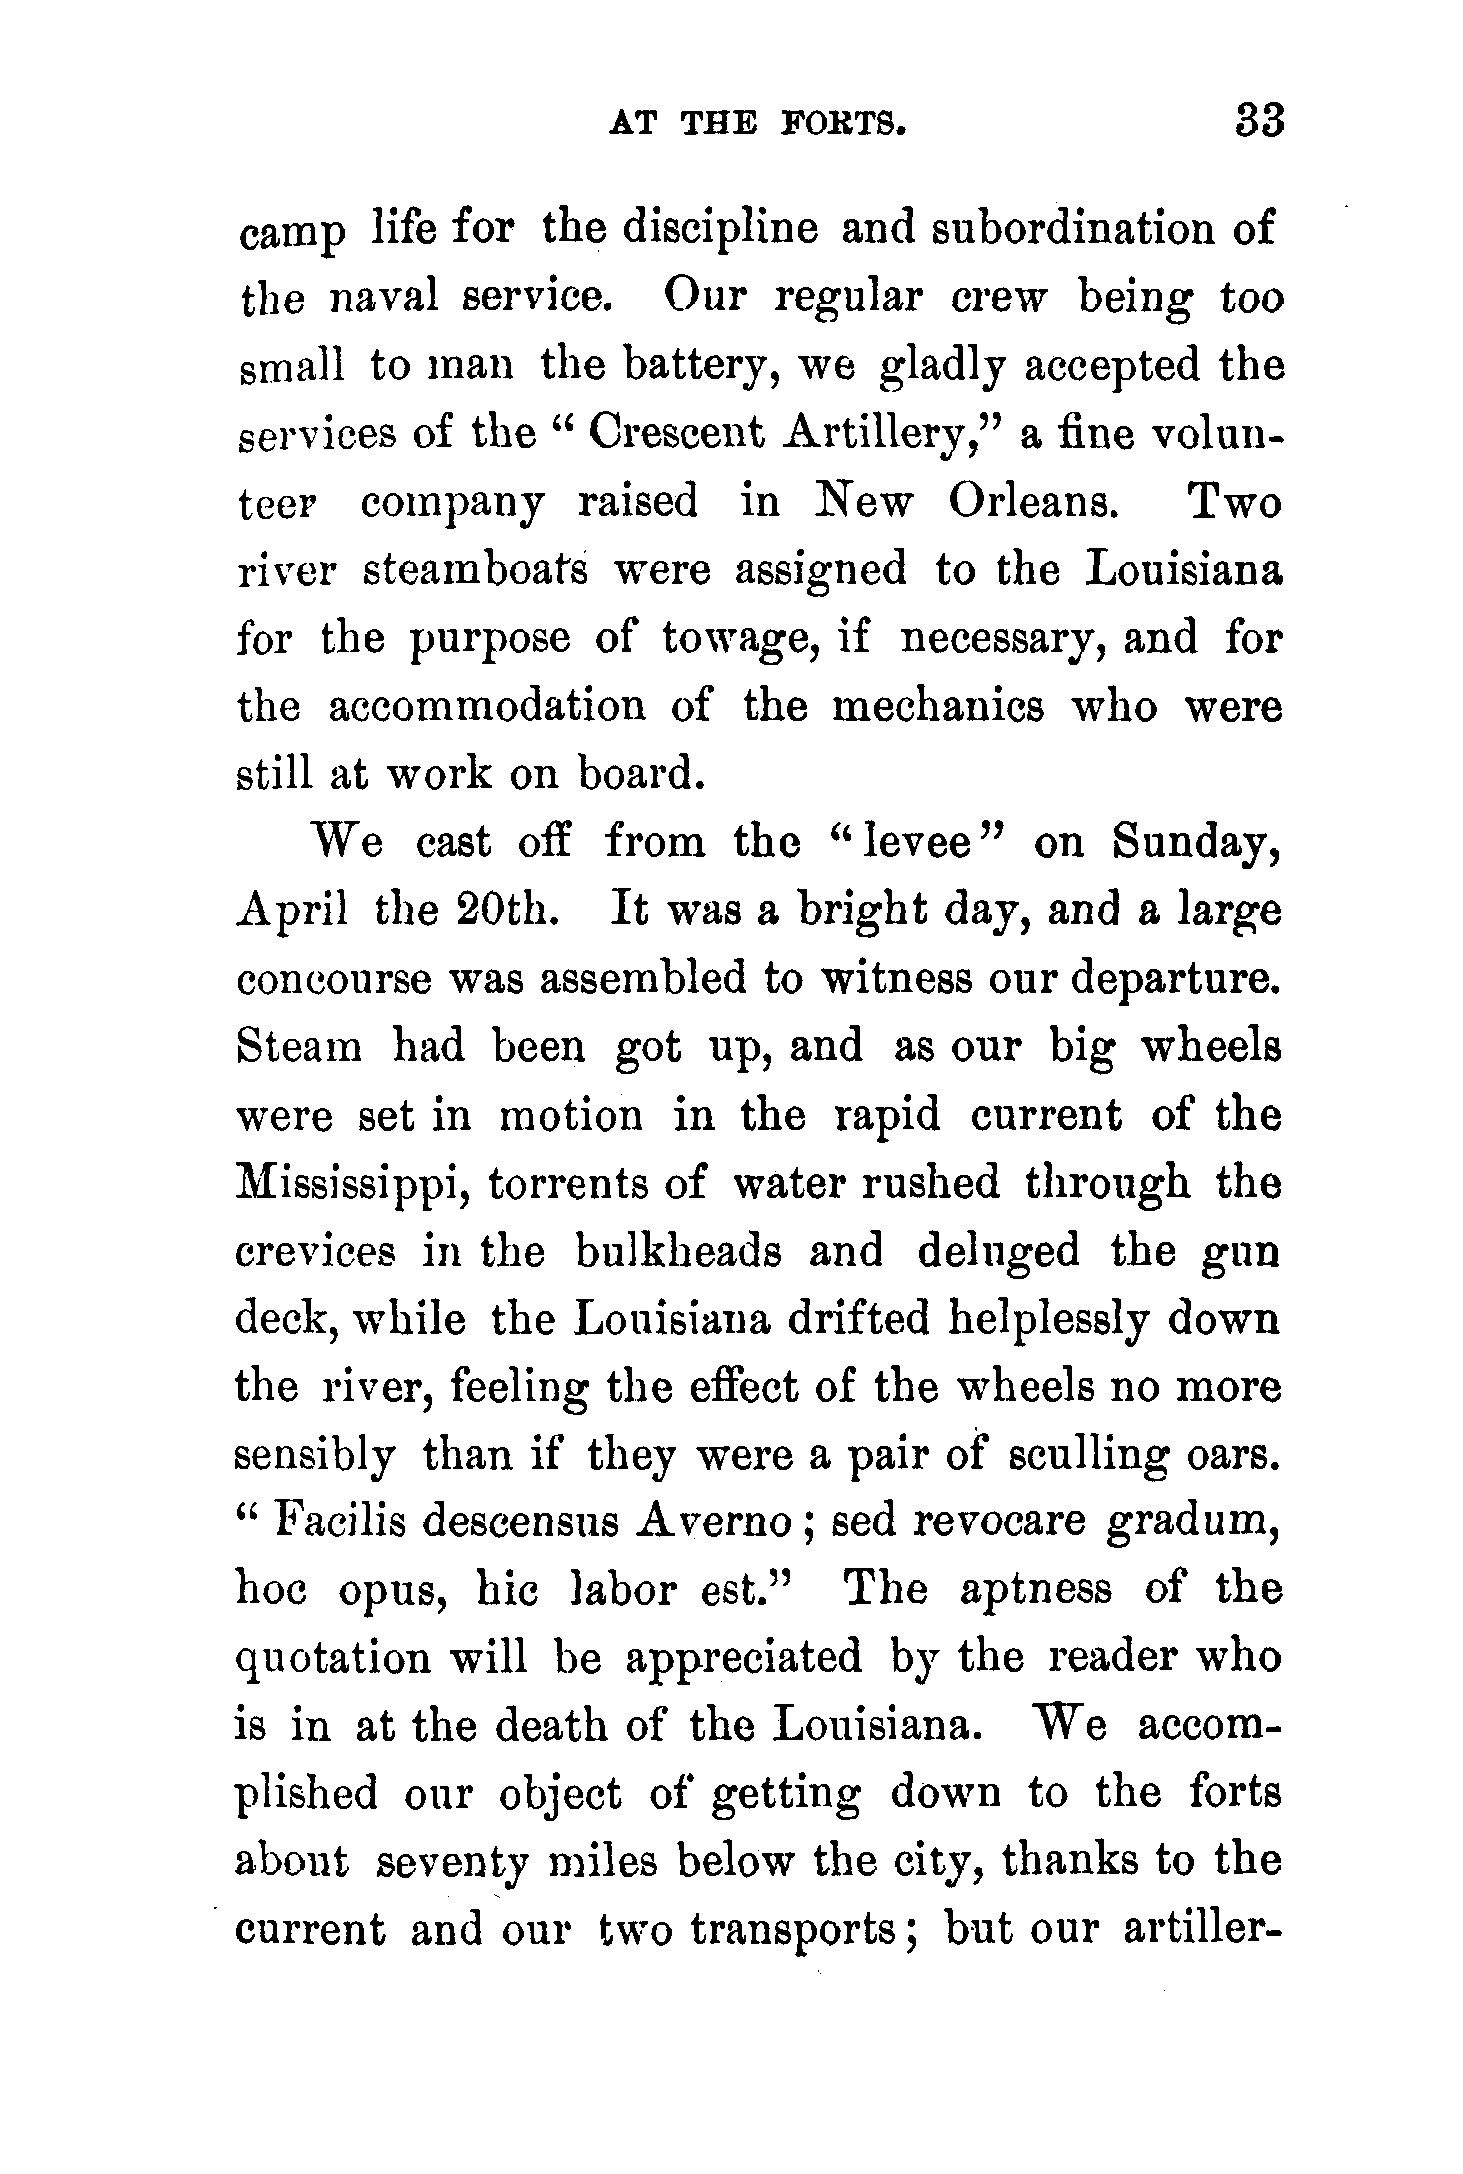 AT THE FORTS. 33
camp life for the discipline and subordination of
the naval service. Our regular crew being too
small to man the battery, we gladly accepted the
services of the “ Crescent Artillery,” a fine volun-
teer company raised in New Orleans. Two
river steamboats were assigned to the Louisiana
for the purpose of towage, if necessary, and for
the accommodation of the mechanics who were
still at work on board.
We cast off from the “ levee ” on Sunday,
April the 20th. It was a bright day, and a large
concourse was assembled to witness our departure.
Steam had been got up, and as our big wheels
were set in motion in the rapid current of the
Mississippi, torrents of water rushed through the
crevices in the bulkheads and deluged the gun
deck, while the Louisiana drifted helplessly down
the river, feeling the effect of the wheels no more
sensibly than if they were a pair of sculling oars.
“ Facilis descensus Averno ; sed revocare gradum,
hoc opus, hic labor est.” The aptness of the
quotation will be appreciated by the reader who
is in at the death of the Louisiana. We accom-
plished our object of getting down to the forts
about seventy miles below the city, thanks to the
current and our two transports ; but our artiller-